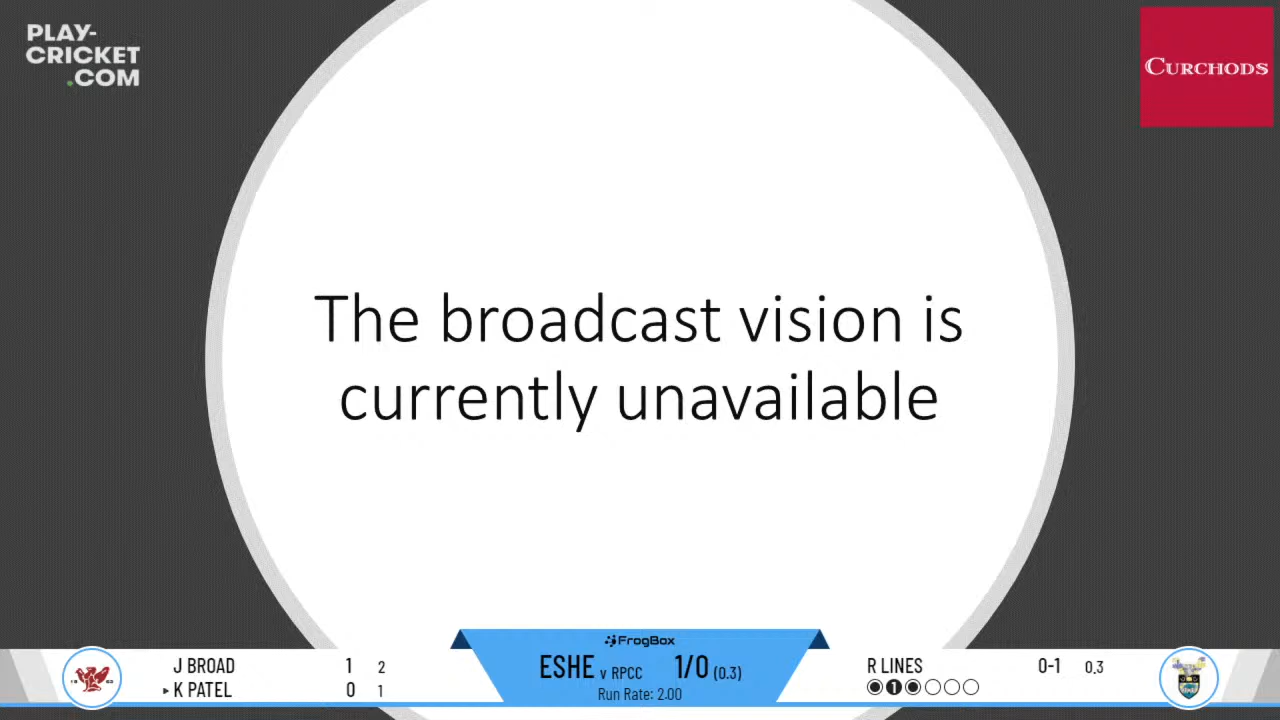 PLAY-
CRICKET
.COM
CURCHODS
The broadcast vision is
currently unavailable
FrogBox
J BROAD 1 2
K PATEL 0 1
ESHE v RPCC 1/0 (0.3)
Run Rate: 2.00
R LINES 0-1 0.3
1